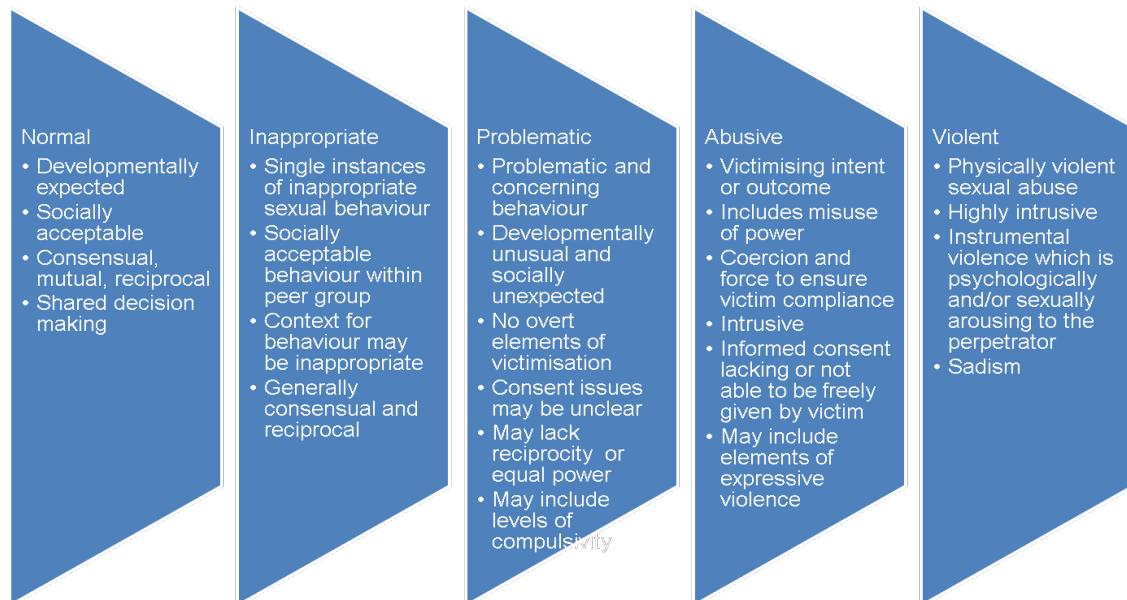 Normal
• Developmentally
expected
• Socially
acceptable
• Consensual,
mutual, reciprocal
• Shared decision
making
Inappropriate
• Single instances
of inappropriate
sexual behaviour
• Socially
acceptable
behaviour within
peer group
• Context for
behaviour may
be inappropriate
• Generally
consensual and
reciprocal
Problematic
• Problematic and
concerning
behaviour
• Developmentally
unusual and
socially
unexpected
• No overt
elements of
victimisation
• Consent issues
may be unclear
• May lack
reciprocity or
equal power
• May include
levels of
compulsivity
Abusive
• Victimising intent
or outcome
• Includes misuse
of power
• Coercion and
force to ensure
victim compliance
• Intrusive
• Informed consent
lacking or not
able to be freely
given by victim
• May include
elements of
expressive
violence
Violent
• Physically violent
sexual abuse
• Highly intrusive
• Instrumental
violence which is
psychologically
and/or sexually
arousing to the
perpetrator
• Sadism